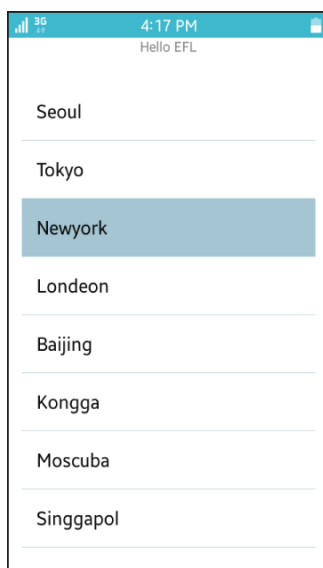 3G
4:17 PM
Hello EFL
Seoul
Tokyo
Newyork
Londeon
Baijing
Kongga
Moscuba
Singgapol